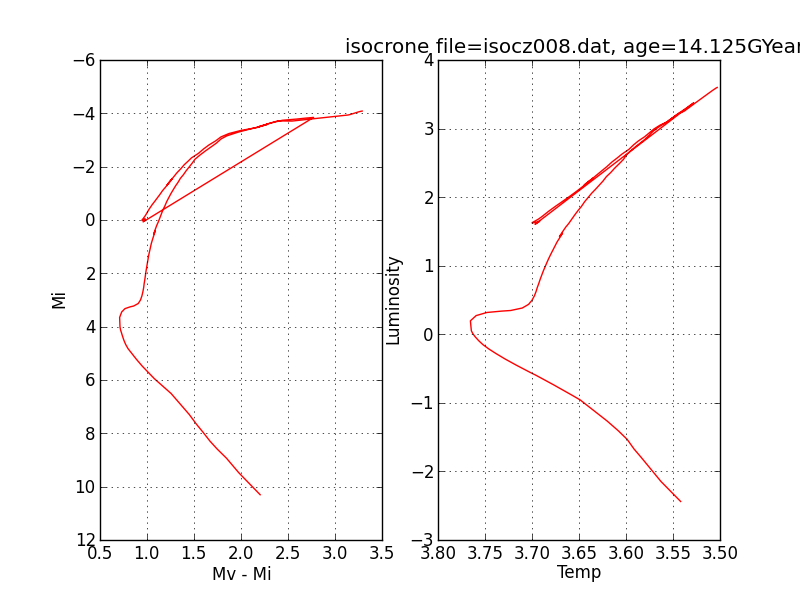 isocrone file=isocz008.dat, age=14.125GYear
−6
−4
−2
0
2
4
6
8
10
12
0.5 1.0 1.5 2.0 2.5 3.0 3.5
Mv - Mi
Mi
4
3
2
1
0
−1
−2
−3
3.80 3.75 3.70 3.65 3.60 3.55 3.50
Temp
Luminosity